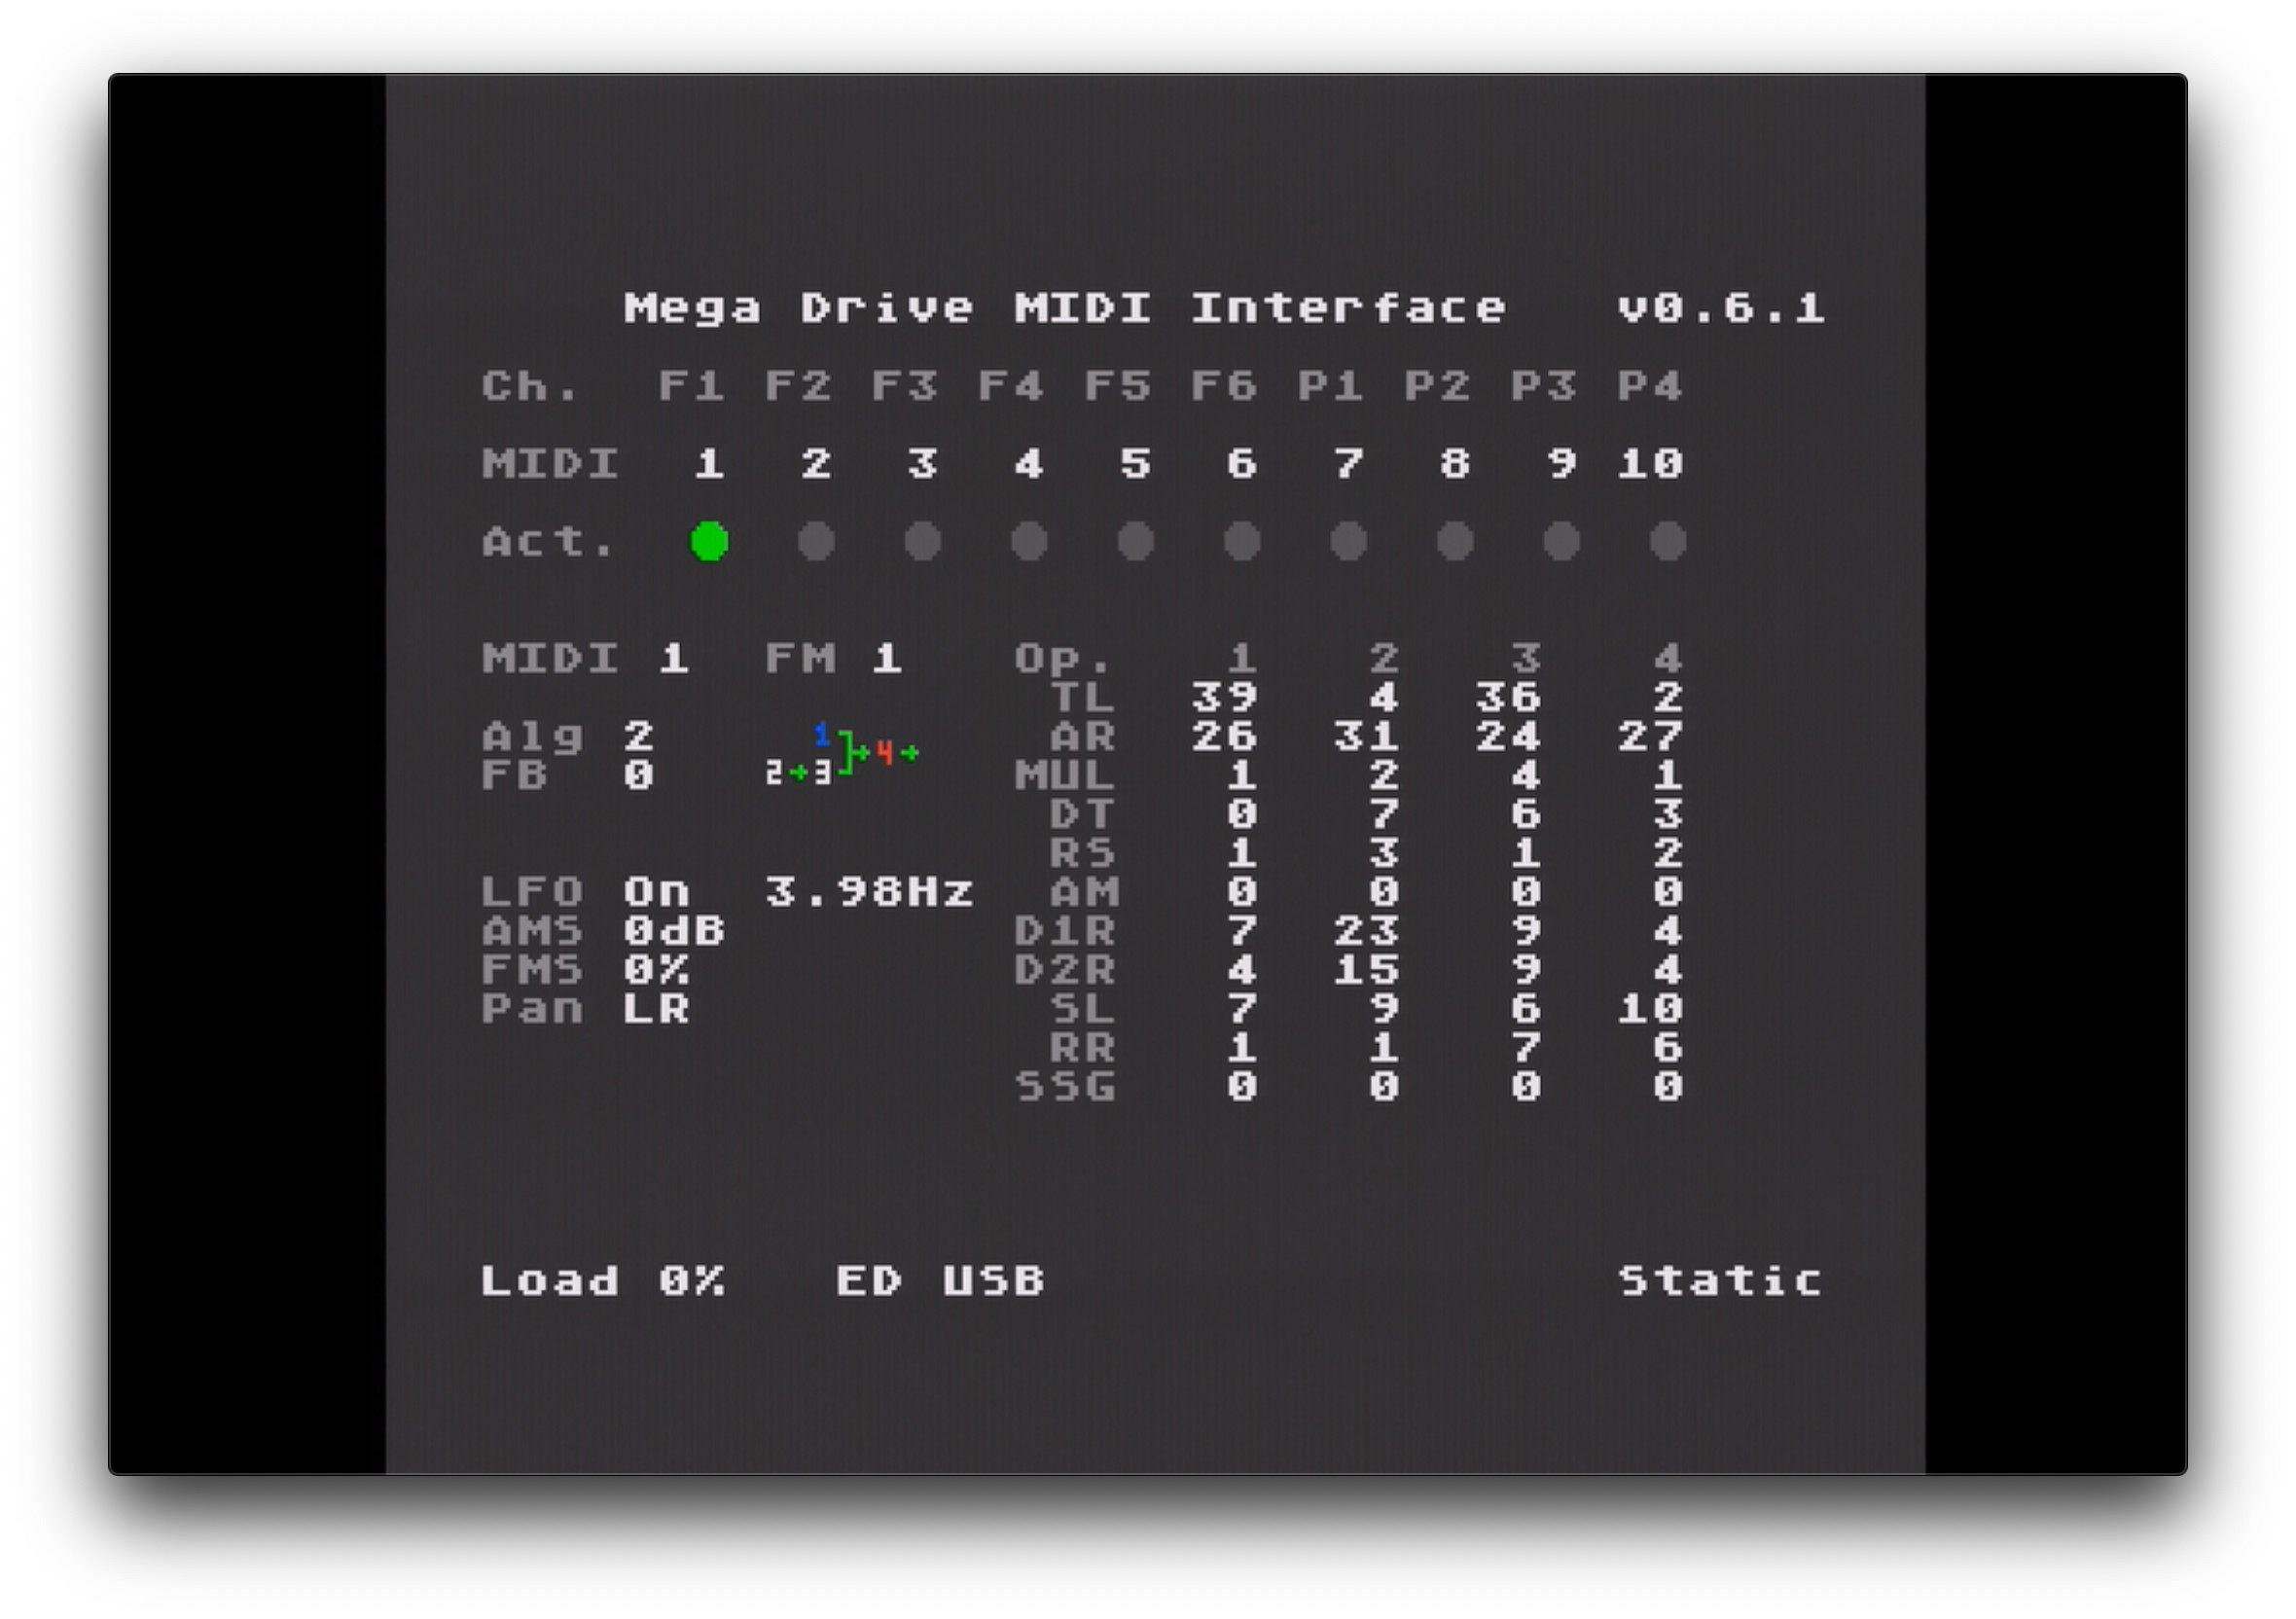 Mega Drive MIDI Interface v0.6.1
Ch. F1 F2 F3 F4 F5 F6 P1 P2 P3 P4
MIDI 1 2 3 4 5 6 7 8 9 10
Act.
MIDI 1 FM 1 Op. 1 2 3 4
TL 39 4 36 2
Alg 2 1 4 AR 26 31 24 27
FB 0 2 3 MUL 1 2 4 1
DT 0 7 6 3
RS 1 3 1 2
LFO On 3.98Hz AM 0 0 0 0
AMS 0dB D1R 7 23 9 4
FMS 0% D2R 4 15 9 4
Pan LR SL 7 9 6 10
RR 1 1 7 6
SSG 0 0 0 0
Load 0% ED USB Static